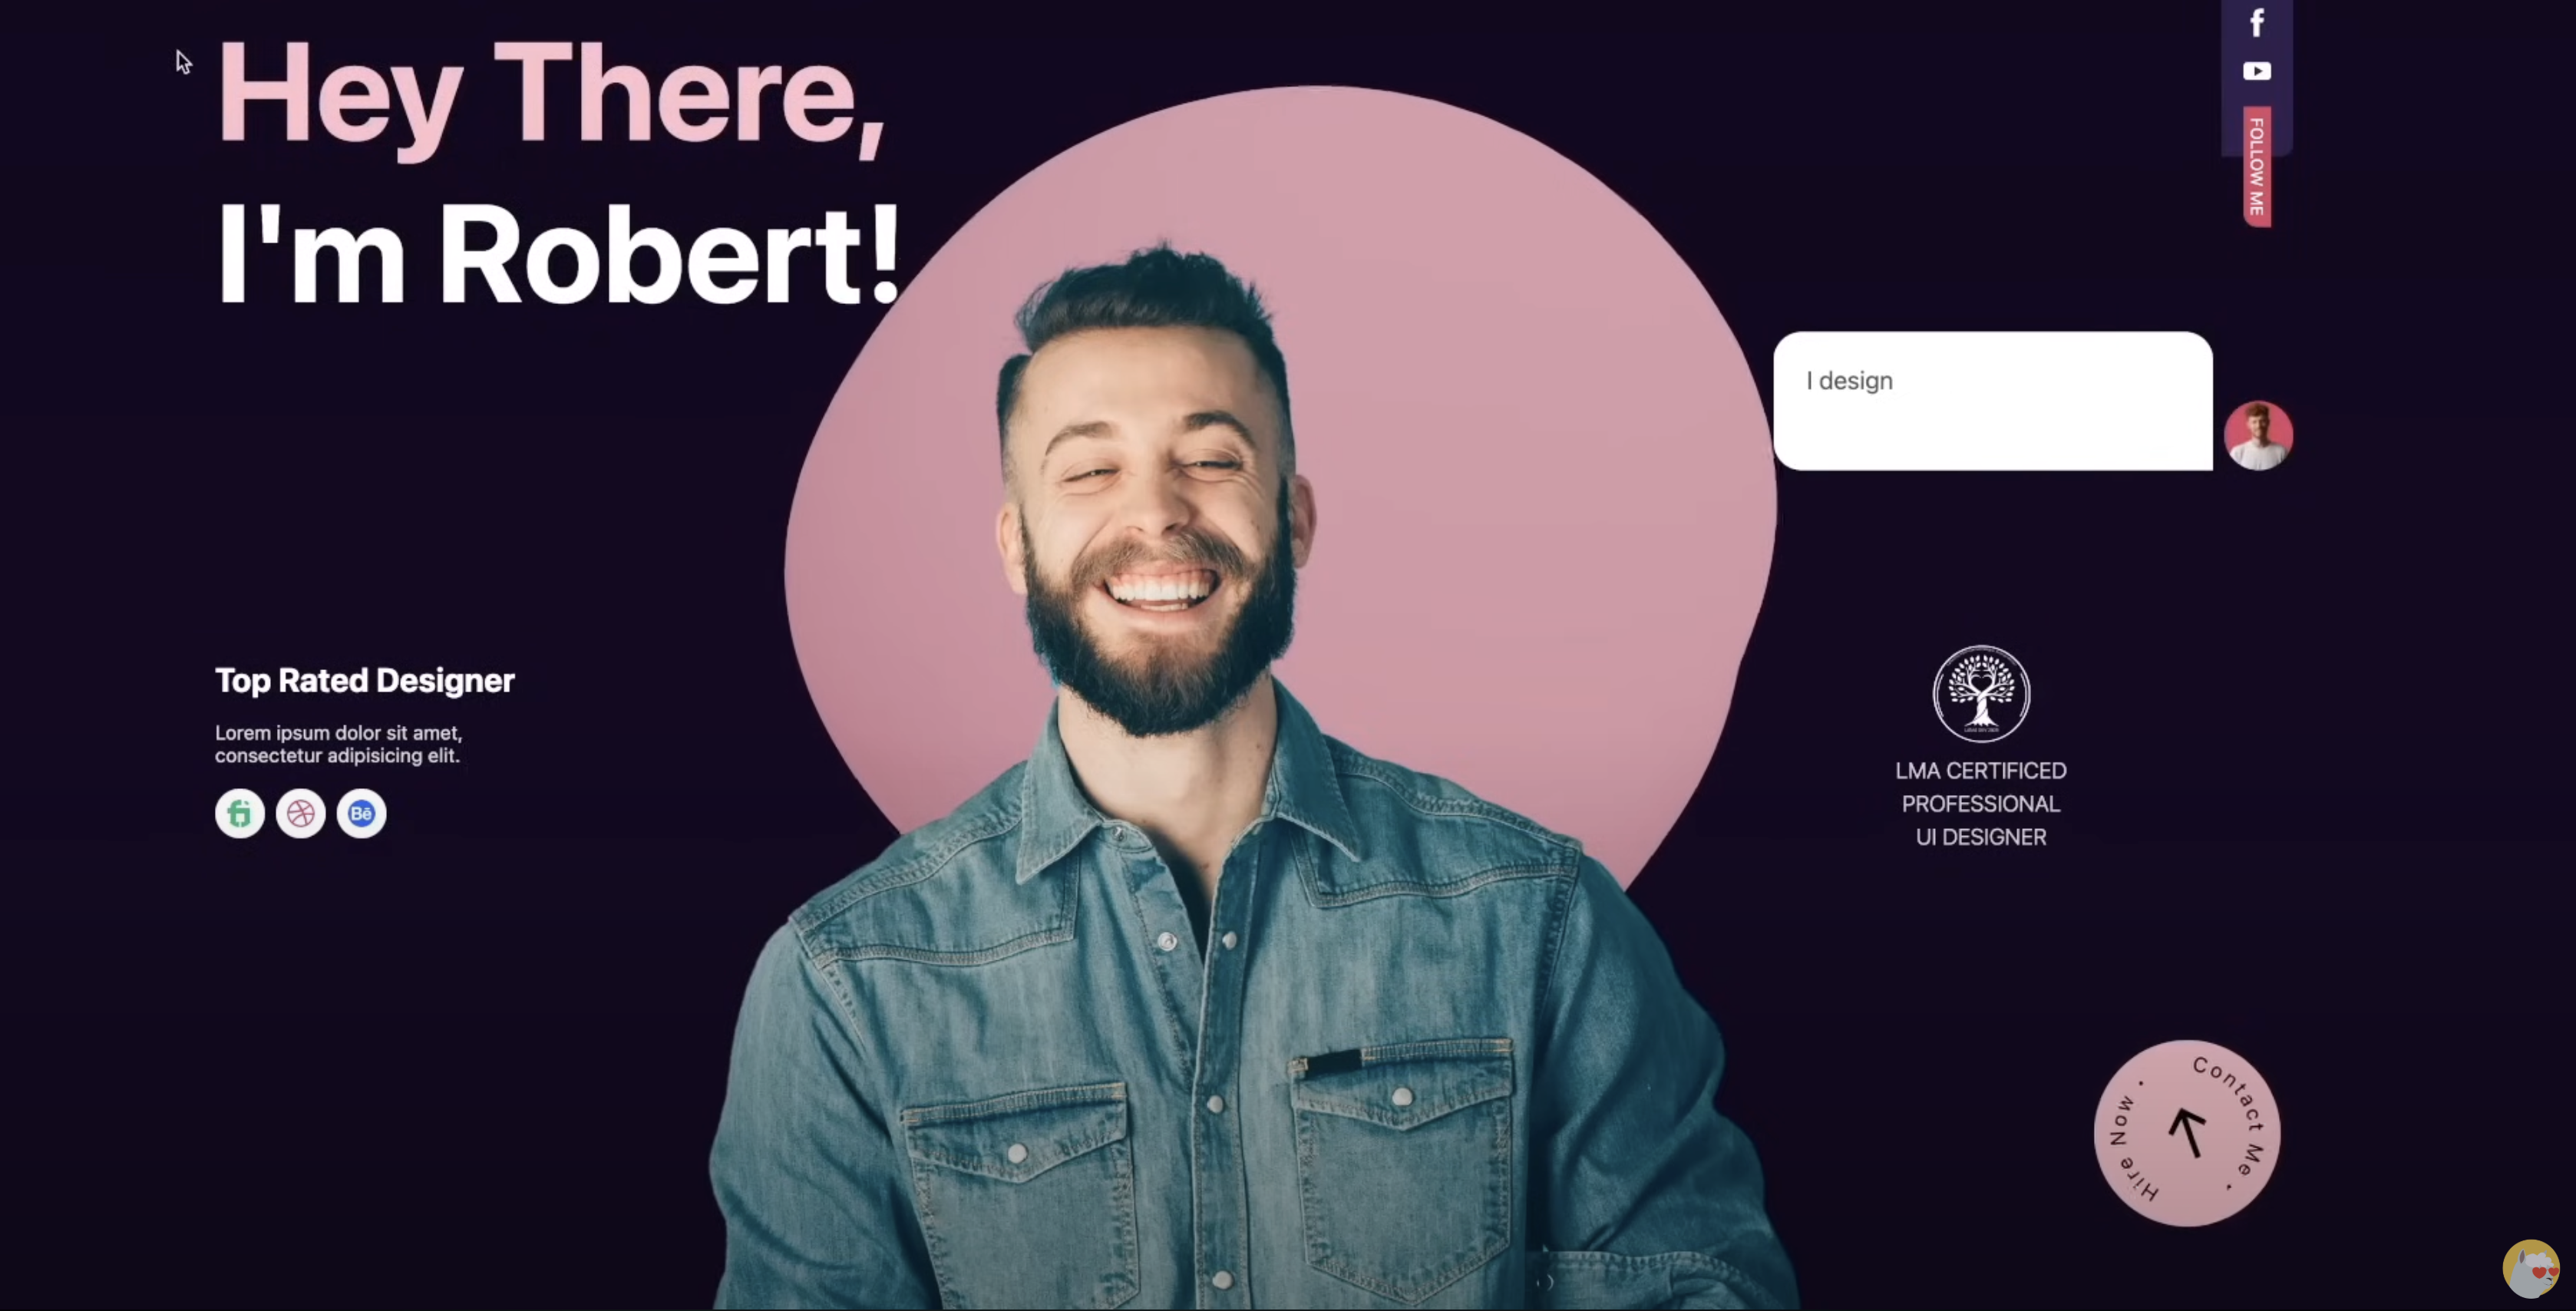 Hey There,
I'm Robert!
f
FOLLOW ME
I design
Top Rated Designer
Lorem ipsum dolor sit amet,
consectetur adipisicing elit.
fi
Bē
LMA CERTIFICED
PROFESSIONAL
UI DESIGNER
Contact Me •
Hire Now •